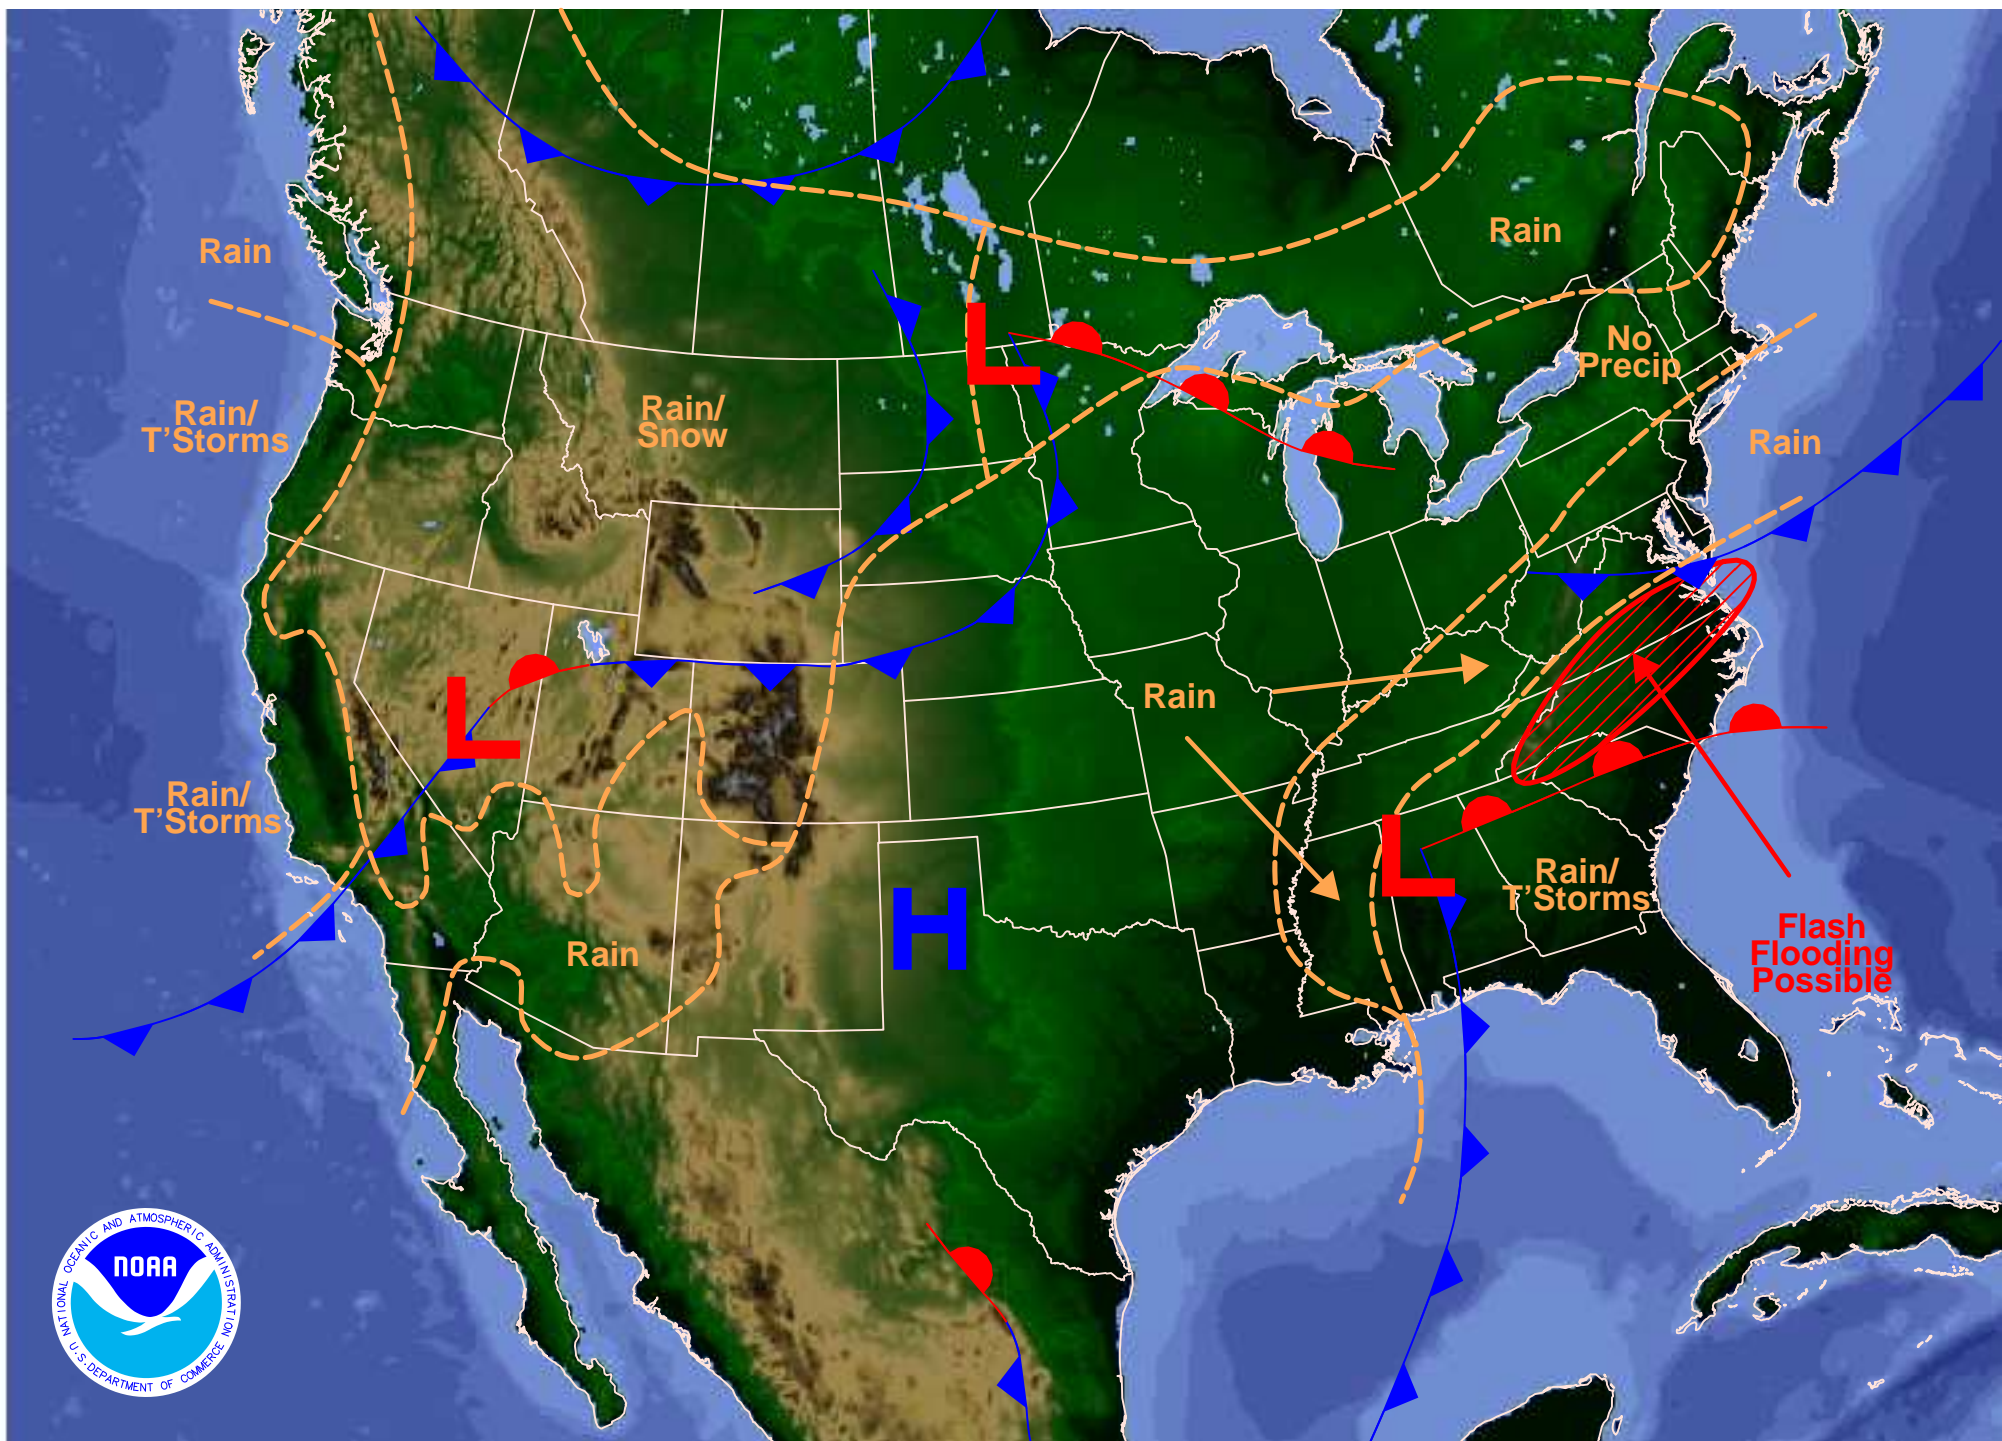 Rain
Rain
No
Precip
Rain/
Snow
Rain/
T'Storms
Rain
Rain
Rain/
T'Storms
Rain/
T'Storms
Rain
Flash
Flooding
Possible
L
L
L
H
NATIONAL OCEANIC AND ATMOSPHERIC ADMINISTRATION
NOAA
U.S. DEPARTMENT OF COMMERCE